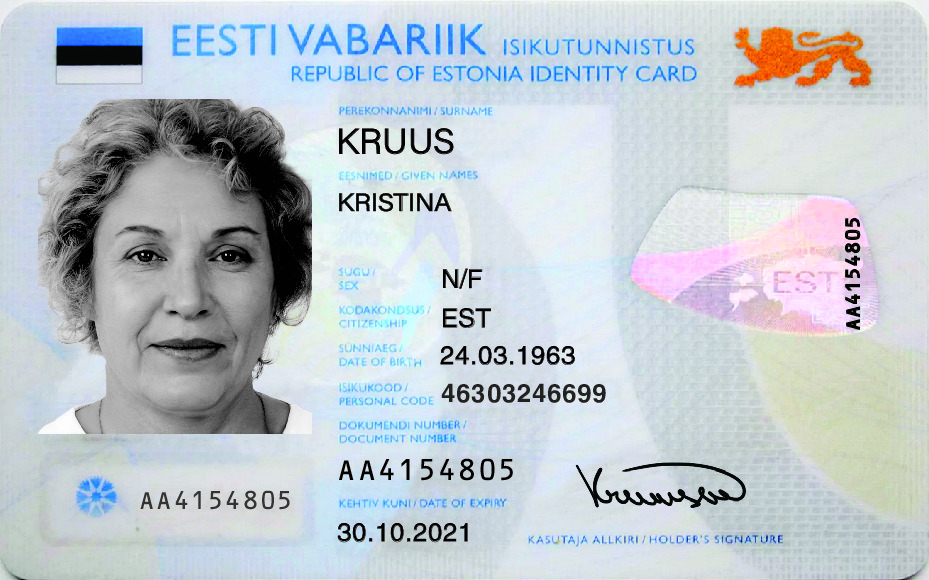 EESTI VABARIIK ISIKUTUNNISTUS
REPUBLIC OF ESTONIA IDENTITY CARD
PEREKONNANIMI / SURNAME
KRUUS
EESNIMED / GIVEN NAMES
KRISTINA
SUGU /
SEX
N/F
KODAKONDSUS /
CITIZENSHIP
EST
SÜNNIAEG /
DATE OF BIRTH
24.03.1963
ISIKUKOOD /
PERSONAL CODE
46303246699
DOKUMENDI NUMBER /
DOCUMENT NUMBER
AA4154805
KEHTIV KUNI / DATE OF EXPIRY
30.10.2021
KASUTAJA ALLKIRI / HOLDER'S SIGNATURE
AA4154805
EST
AA4154805